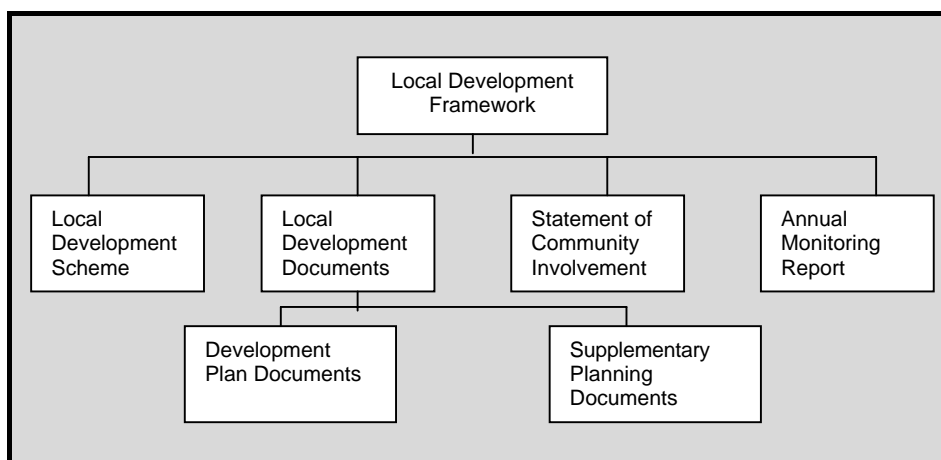 Local Development
Framework
Local
Development
Scheme
Local
Development
Documents
Statement of
Community
Involvement
Annual
Monitoring
Report
Development
Plan Documents
Supplementary
Planning
Documents